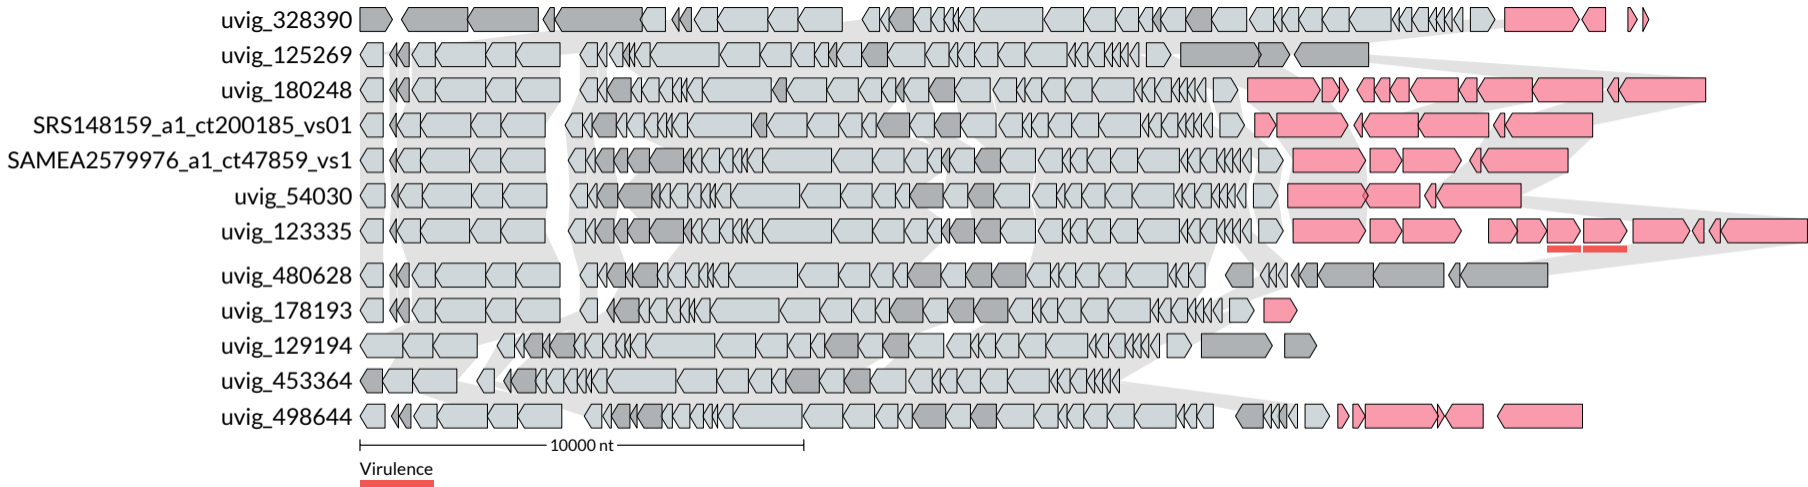 uvig_328390
uvig_125269
uvig_180248
SRS148159_a1_ct200185_vs01
SAMEA2579976_a1_ct47859_vs1
uvig_54030
uvig_123335
uvig_480628
uvig_178193
uvig_129194
uvig_453364
uvig_498644
10000 nt
Virulence